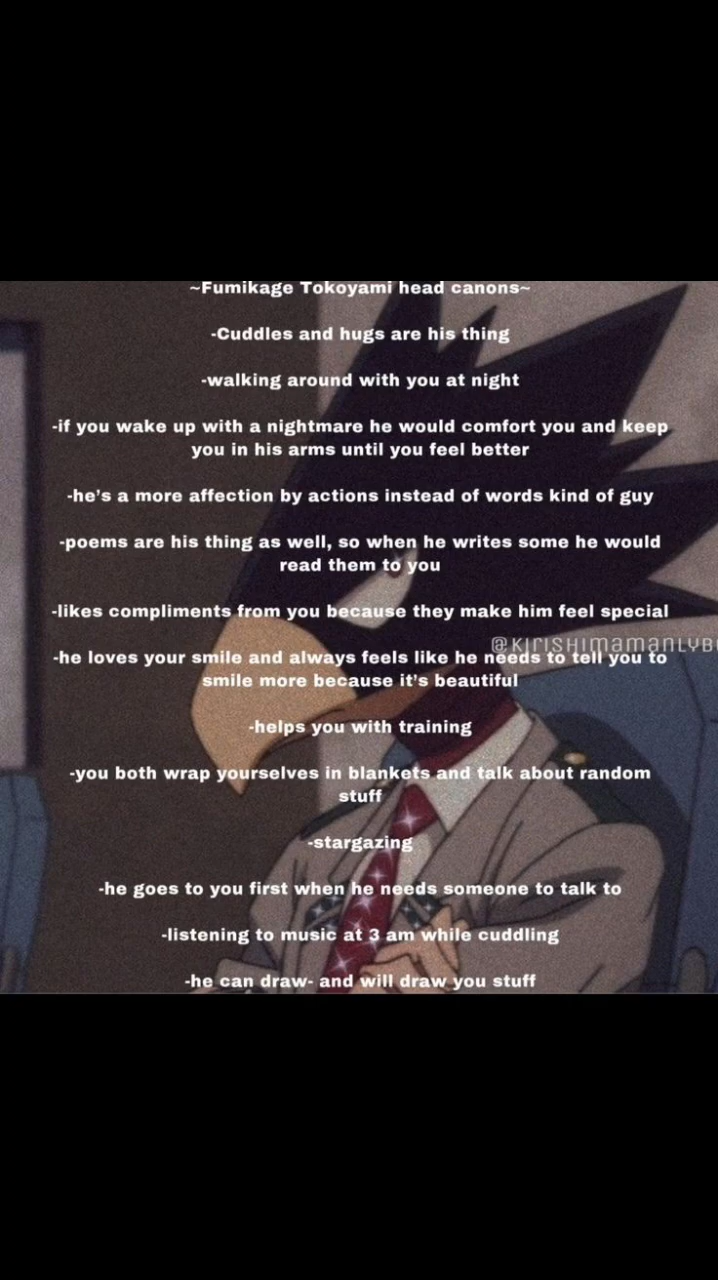 ~Fumikage Tokoyami head canons~
-Cuddles and hugs are his thing
-walking around with you at night
-if you wake up with a nightmare he would comfort you and keep
you in his arms until you feel better
-he's a more affection by actions instead of words kind of guy
-poems are his thing as well, so when he writes some he would
read them to you
-likes compliments from you because they make him feel special
@KIRISHIMAMANLYB
-he loves your smile and always feels like he needs to tell you to
smile more because it's beautiful
-helps you with training
-you both wrap yourselves in blankets and talk about random
stuff
-stargazing
-he goes to you first when he needs someone to talk to
-listening to music at 3 am while cuddling
-he can draw- and will draw you stuff